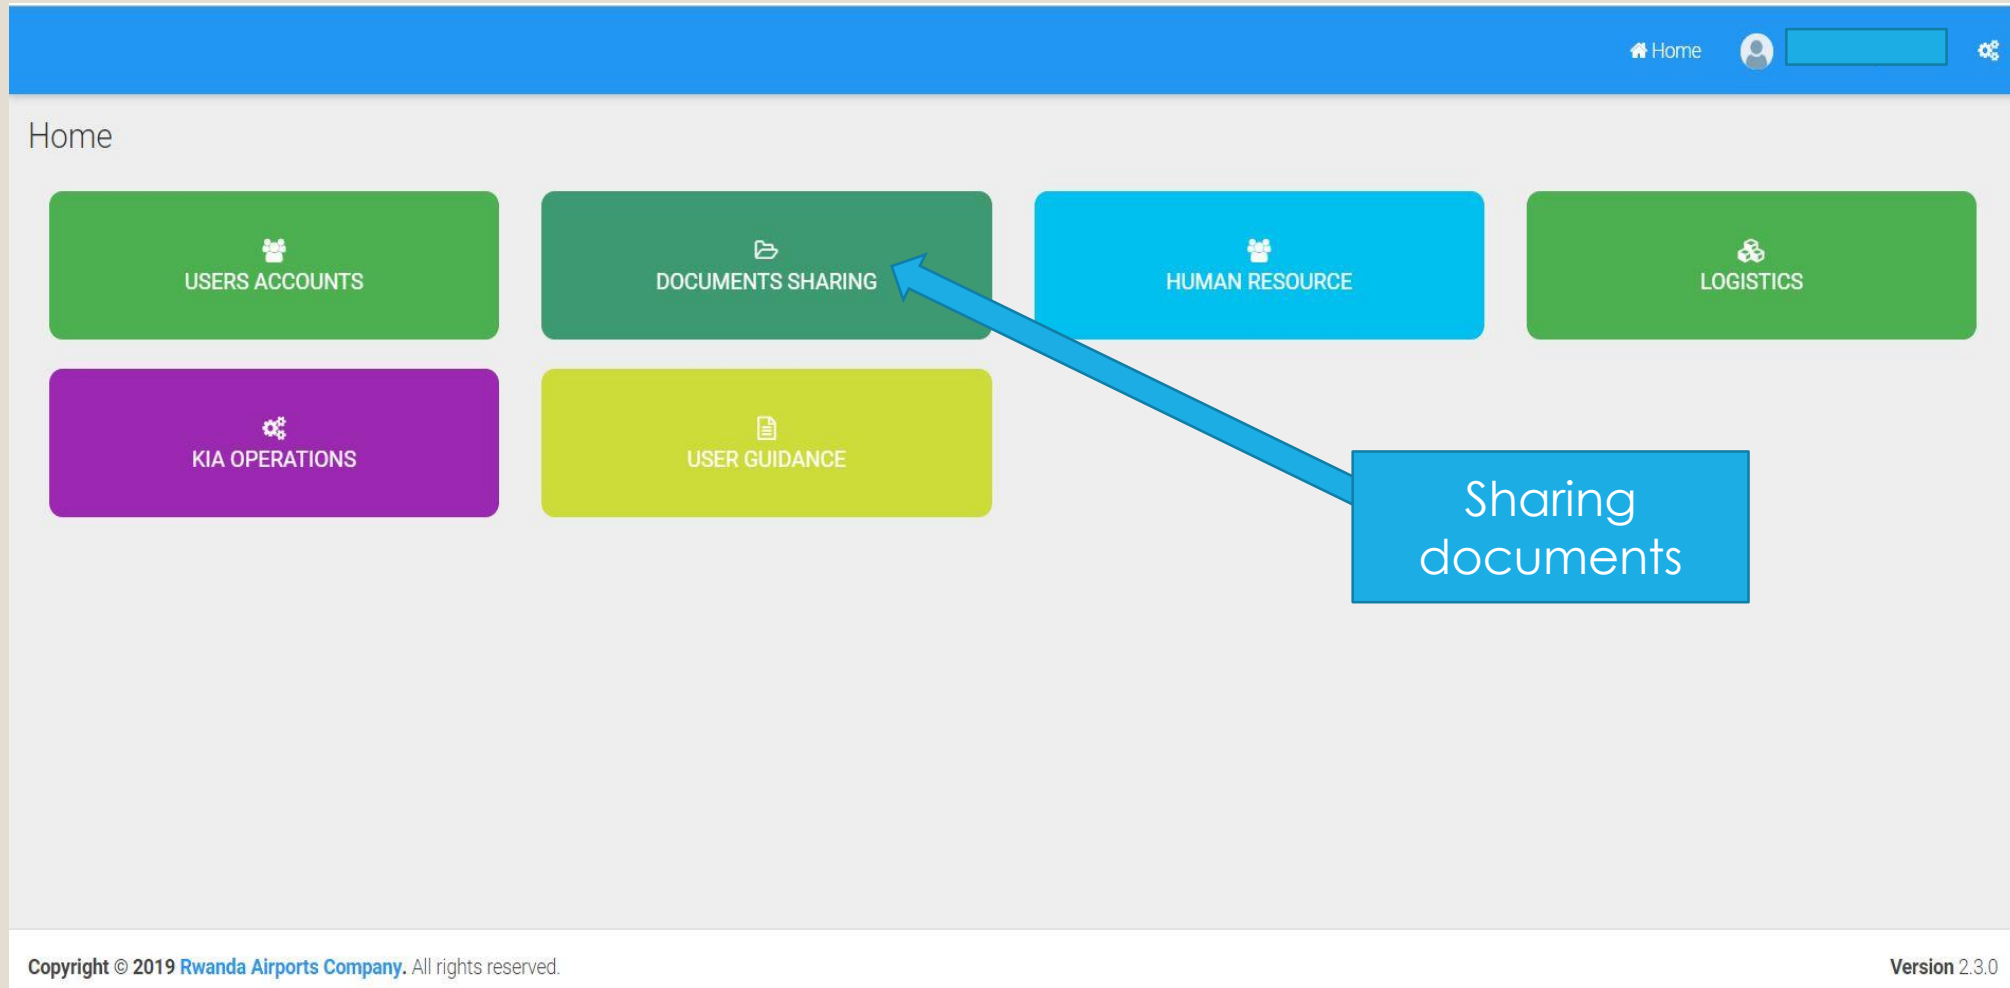 Home
Home
USERS ACCOUNTS
DOCUMENTS SHARING
HUMAN RESOURCE
LOGISTICS
KIA OPERATIONS
USER GUIDANCE
Sharing
documents
Copyright © 2019 Rwanda Airports Company. All rights reserved.
Version 2.3.0